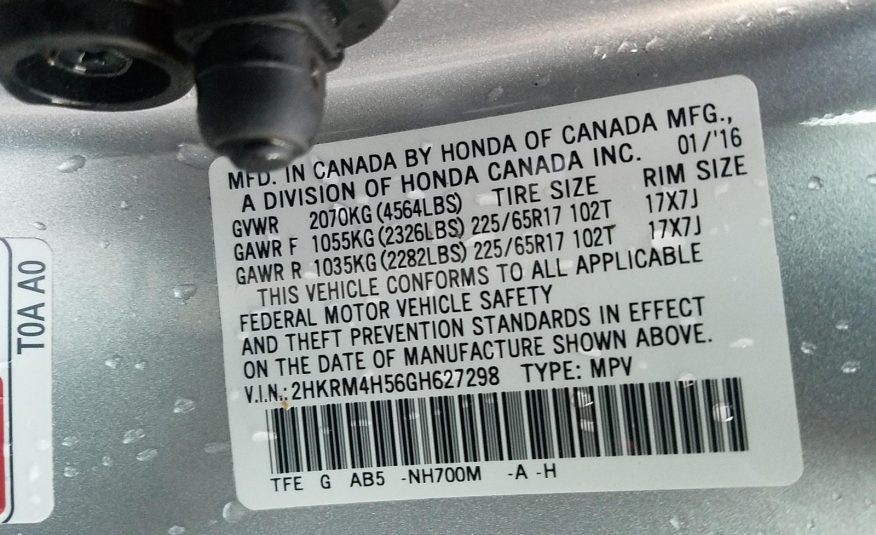 MFD. IN CANADA BY HONDA OF CANADA MFG.,
A DIVISION OF HONDA CANADA INC. 01/'16
GVWR 2070KG(4564LBS) TIRE SIZE RIM SIZE
GAWR F 1055KG(2326LBS) 225/65R17 102T 17X7J
GAWR R 1035KG(2282LBS) 225/65R17 102T 17X7J
THIS VEHICLE CONFORMS TO ALL APPLICABLE
FEDERAL MOTOR VEHICLE SAFETY
AND THEFT PREVENTION STANDARDS IN EFFECT
ON THE DATE OF MANUFACTURE SHOWN ABOVE.
V.I.N.: 2HKRM4H56GH627298 TYPE: MPV
TFE G AB5 -NH700M -A -H
T0A A0